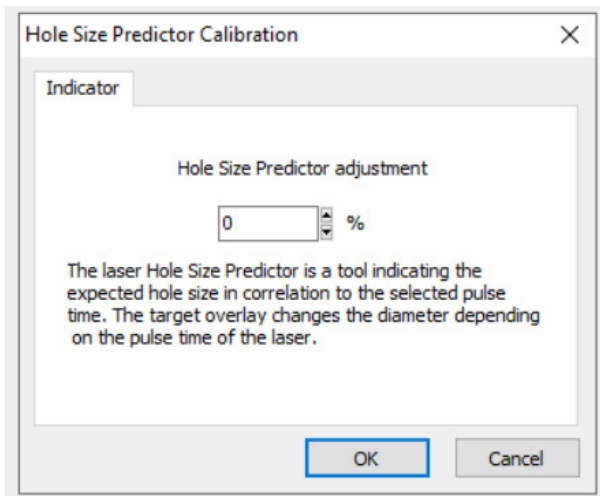 Hole Size Predictor Calibration
Indicator
Hole Size Predictor adjustment
0 %
The laser Hole Size Predictor is a tool indicating the
expected hole size in correlation to the selected pulse
time. The target overlay changes the diameter depending
on the pulse time of the laser.
OK Cancel